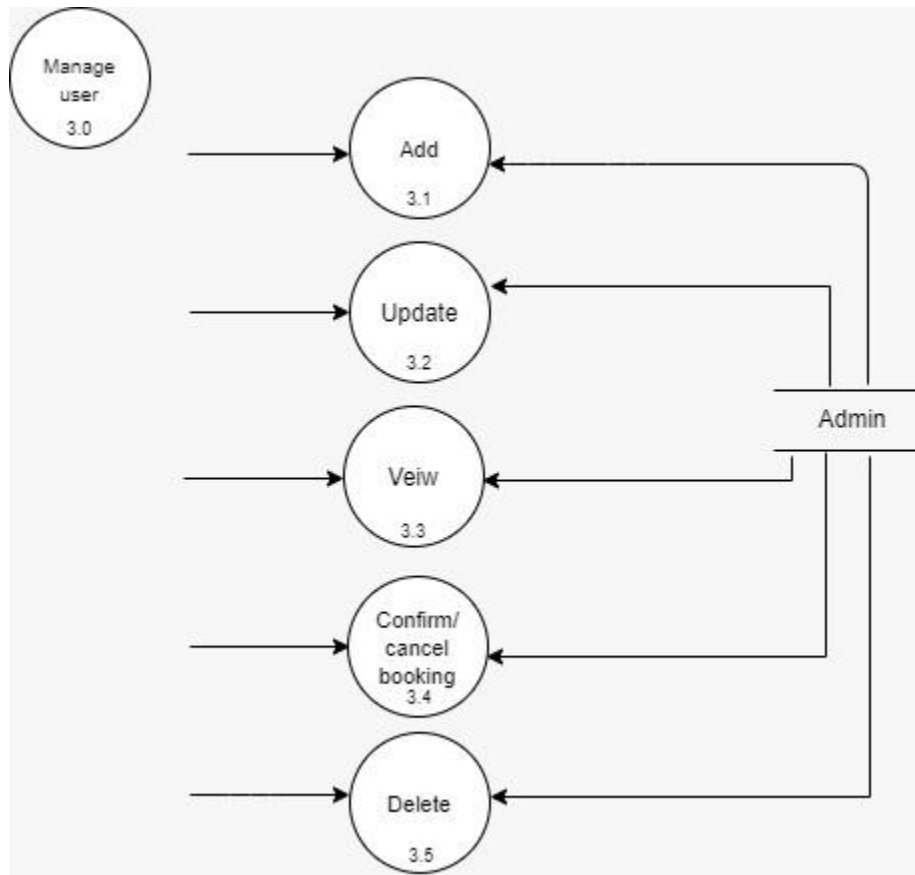 Manage
user
3.0
Add
3.1
Update
3.2
Admin
Veiw
3.3
Confirm/
cancel
booking
3.4
Delete
3.5